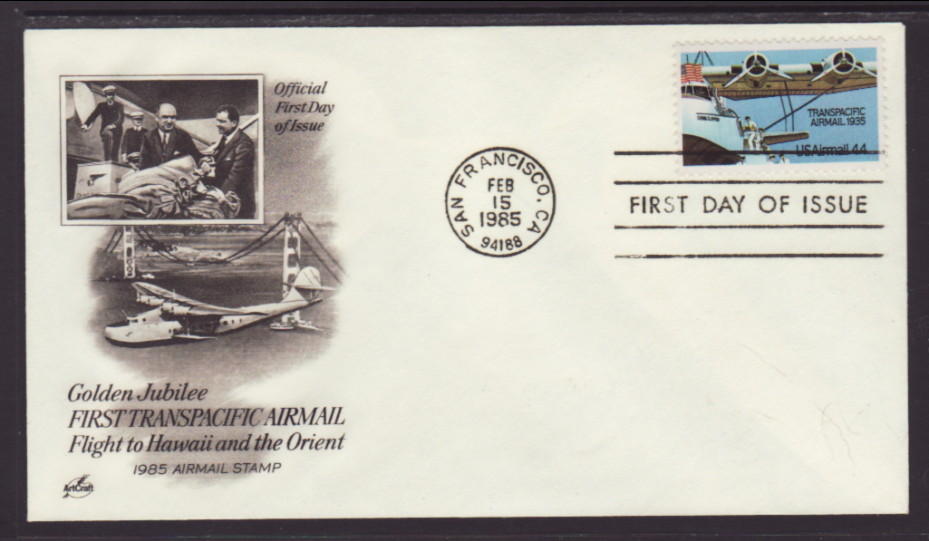 Official
First Day
of Issue
TRANSPACIFIC
AIRMAIL 1935
USAirmail 44
SAN FRANCISCO, CA
FEB
15
1985
94188
FIRST DAY OF ISSUE
Golden Jubilee
FIRST TRANSPACIFIC AIRMAIL
Flight to Hawaii and the Orient
1985 AIRMAIL STAMP
ArtCraft